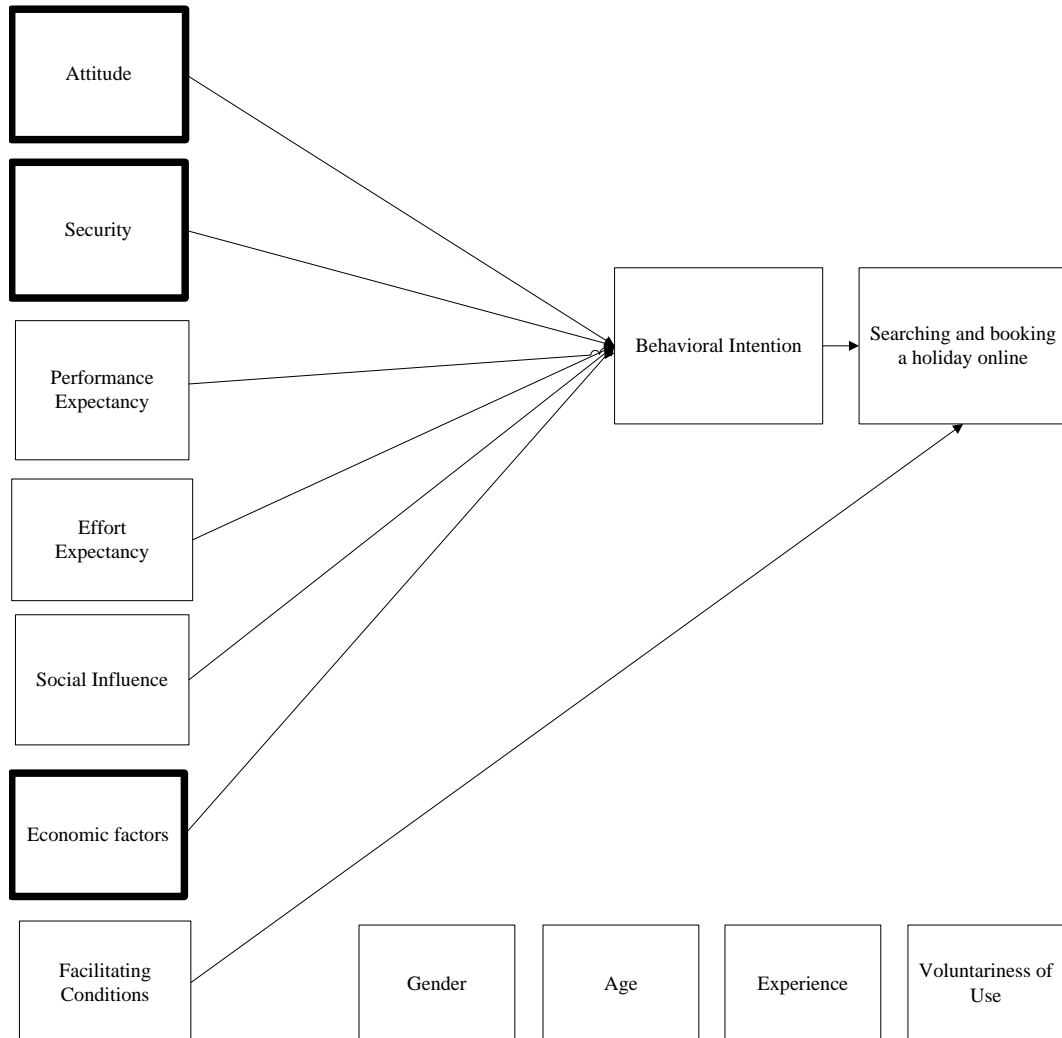 Attitude
Security
Performance
Expectancy
Effort
Expectancy
Social Influence
Economic factors
Facilitating
Conditions
Behavioral Intention
Searching and booking
a holiday online
Gender
Age
Experience
Voluntariness of
Use